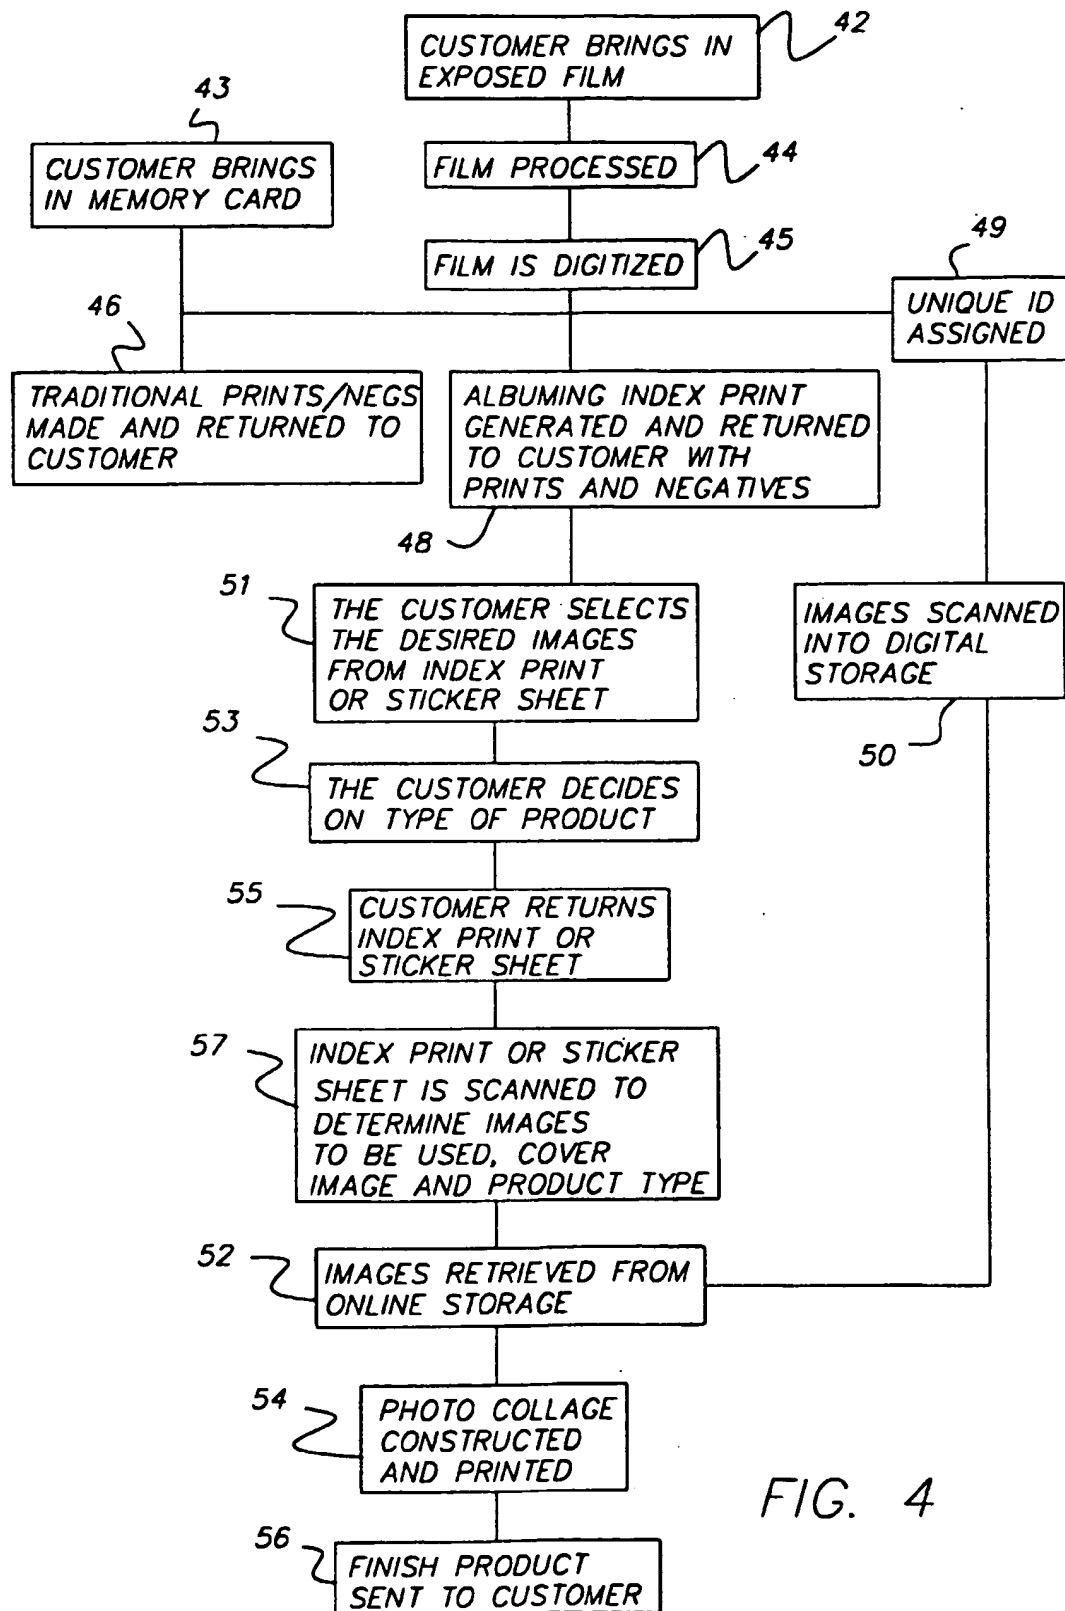 42
CUSTOMER BRINGS IN
EXPOSED FILM
43
CUSTOMER BRINGS
IN MEMORY CARD
44
FILM PROCESSED
45
FILM IS DIGITIZED
49
UNIQUE ID
ASSIGNED
46
TRADITIONAL PRINTS/NEGS
MADE AND RETURNED TO
CUSTOMER
ALBUMING INDEX PRINT
GENERATED AND RETURNED
TO CUSTOMER WITH
PRINTS AND NEGATIVES
48
51
THE CUSTOMER SELECTS
THE DESIRED IMAGES
FROM INDEX PRINT
OR STICKER SHEET
IMAGES SCANNED
INTO DIGITAL
STORAGE
50
53
THE CUSTOMER DECIDES
ON TYPE OF PRODUCT
55
CUSTOMER RETURNS
INDEX PRINT OR
STICKER SHEET
57
INDEX PRINT OR STICKER
SHEET IS SCANNED TO
DETERMINE IMAGES
TO BE USED, COVER
IMAGE AND PRODUCT TYPE
52
IMAGES RETRIEVED FROM
ONLINE STORAGE
54
PHOTO COLLAGE
CONSTRUCTED
AND PRINTED
56
FINISH PRODUCT
SENT TO CUSTOMER
FIG. 4